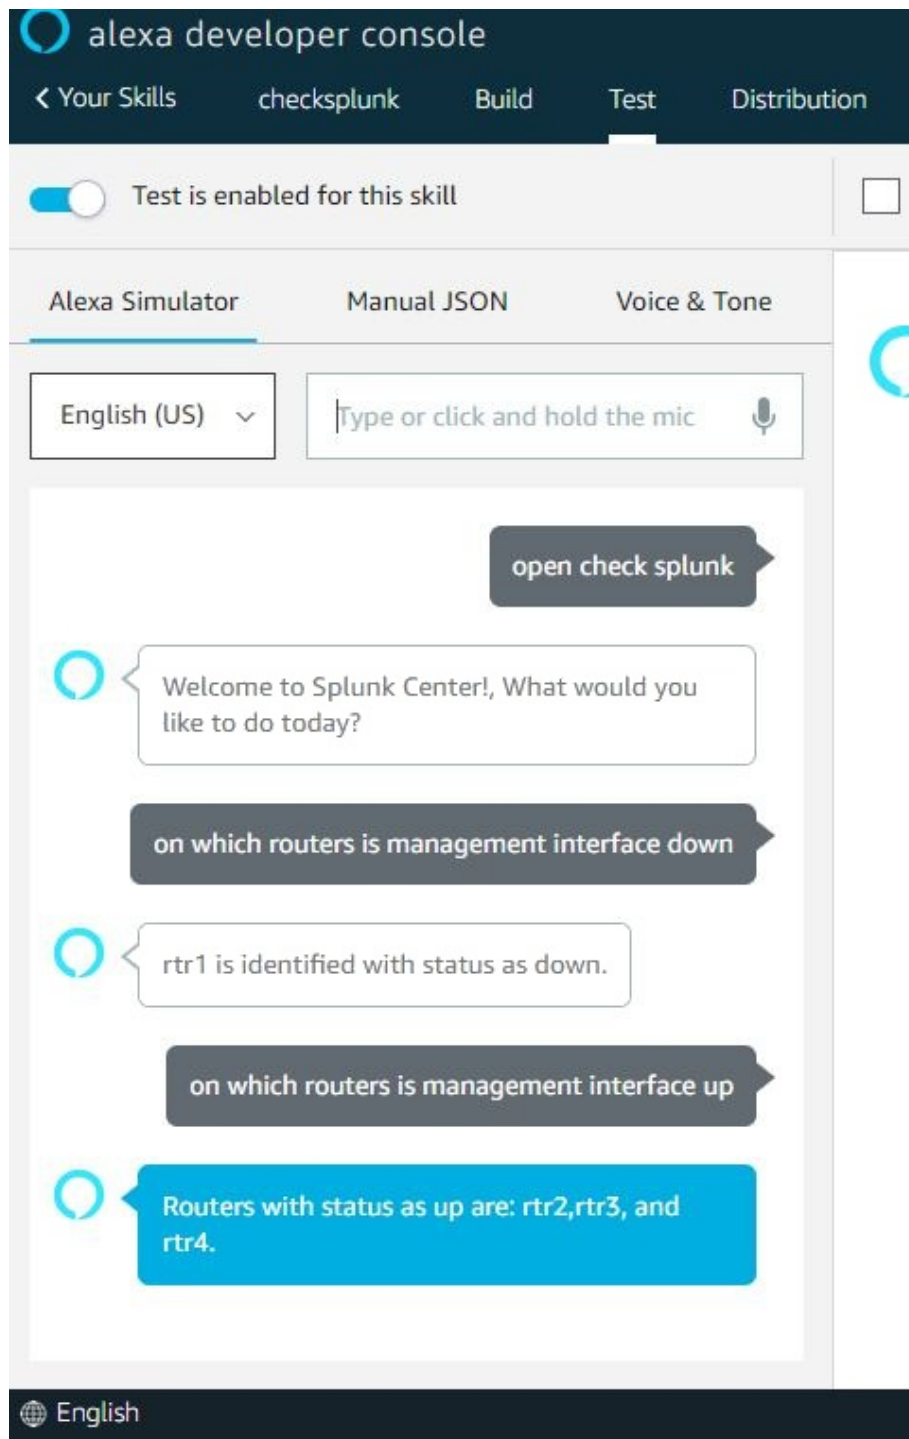 alexa developer console
Your Skills checksplunk Build Test Distribution
Test is enabled for this skill
Alexa Simulator Manual JSON Voice & Tone
English (US) Type or click and hold the mic
open check splunk
Welcome to Splunk Center!, What would you
like to do today?
on which routers is management interface down
rtr1 is identified with status as down.
on which routers is management interface up
Routers with status as up are: rtr2,rtr3, and
rtr4.
English